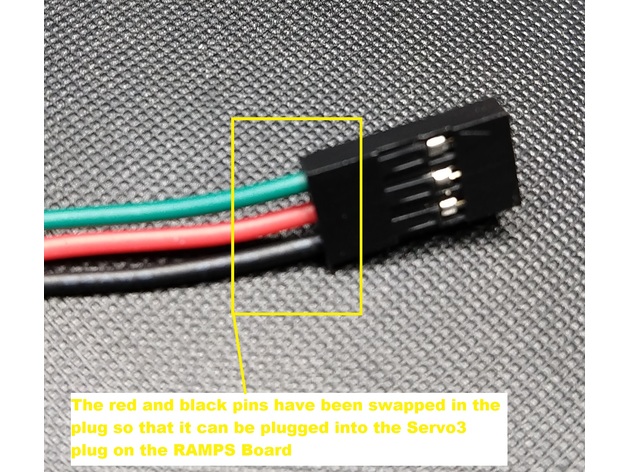 The red and black pins have been swapped in the
plug so that it can be plugged into the Servo3
plug on the RAMPS Board